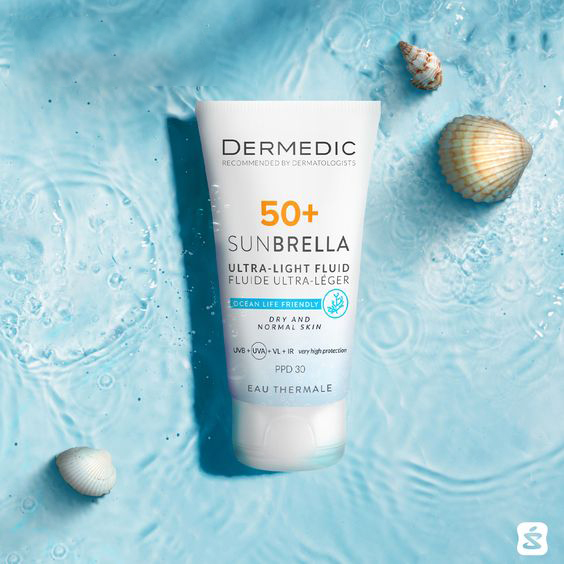 DERMEDIC
RECOMMENDED BY DERMATOLOGISTS
50+
SUNBRELLA
ULTRA-LIGHT FLUID
FLUIDE ULTRA-LÉGER
OCEAN LIFE FRIENDLY
DRY AND
NORMAL SKIN
UVB + UVA + VL + IR very high protection
PPD 30
EAU THERMALE